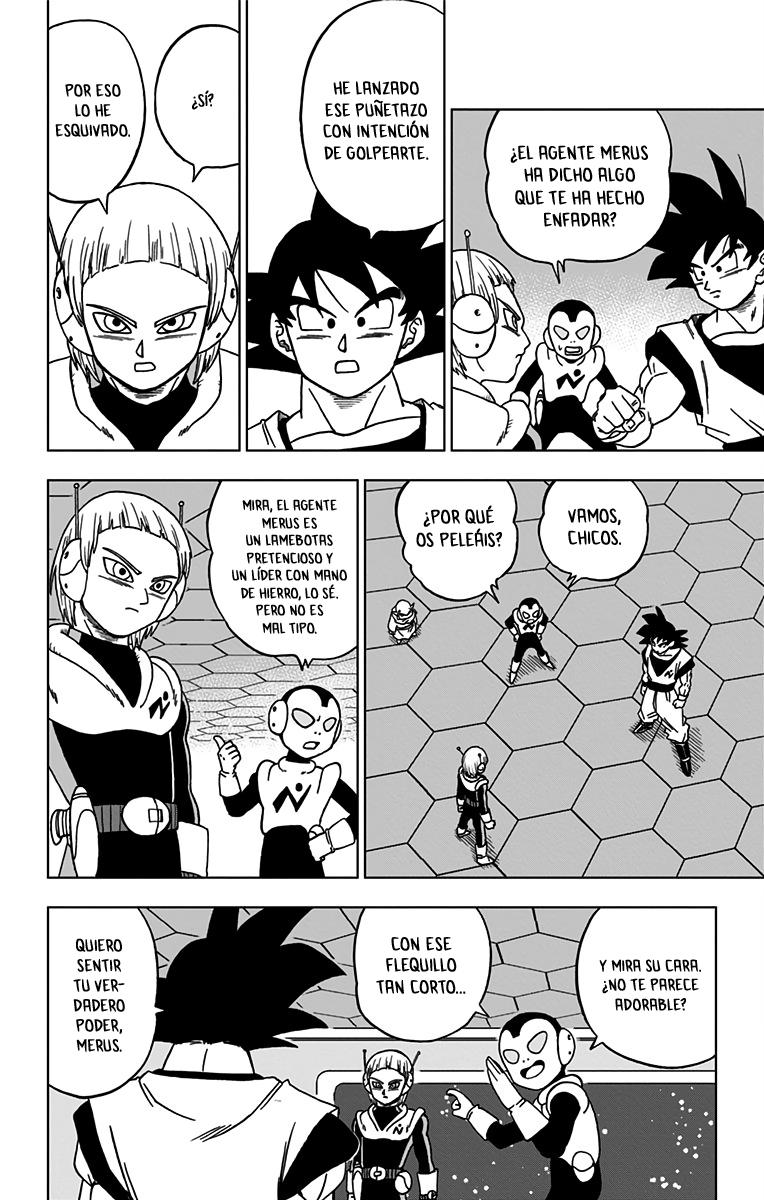 ¿EL AGENTE MERUS
HA DICHO ALGO
QUE TE HA HECHO
ENFADAR?
HE LANZADO
ESE PUÑETAZO
CON INTENCIÓN
DE GOLPEARTE.
¿SÍ?
POR ESO
LO HE
ESQUIVADO.
VAMOS,
CHICOS.
¿POR QUÉ
OS PELEÁIS?
MIRA, EL AGENTE
MERUS ES
UN LAMEBOTAS
PRETENCIOSO Y
UN LÍDER CON MANO
DE HIERRO, LO SÉ.
PERO NO ES
MAL TIPO.
Y MIRA SU CARA.
¿NO TE PARECE
ADORABLE?
CON ESE
FLEQUILLO
TAN CORTO...
QUIERO
SENTIR
TU VER-
DADERO
PODER,
MERUS.